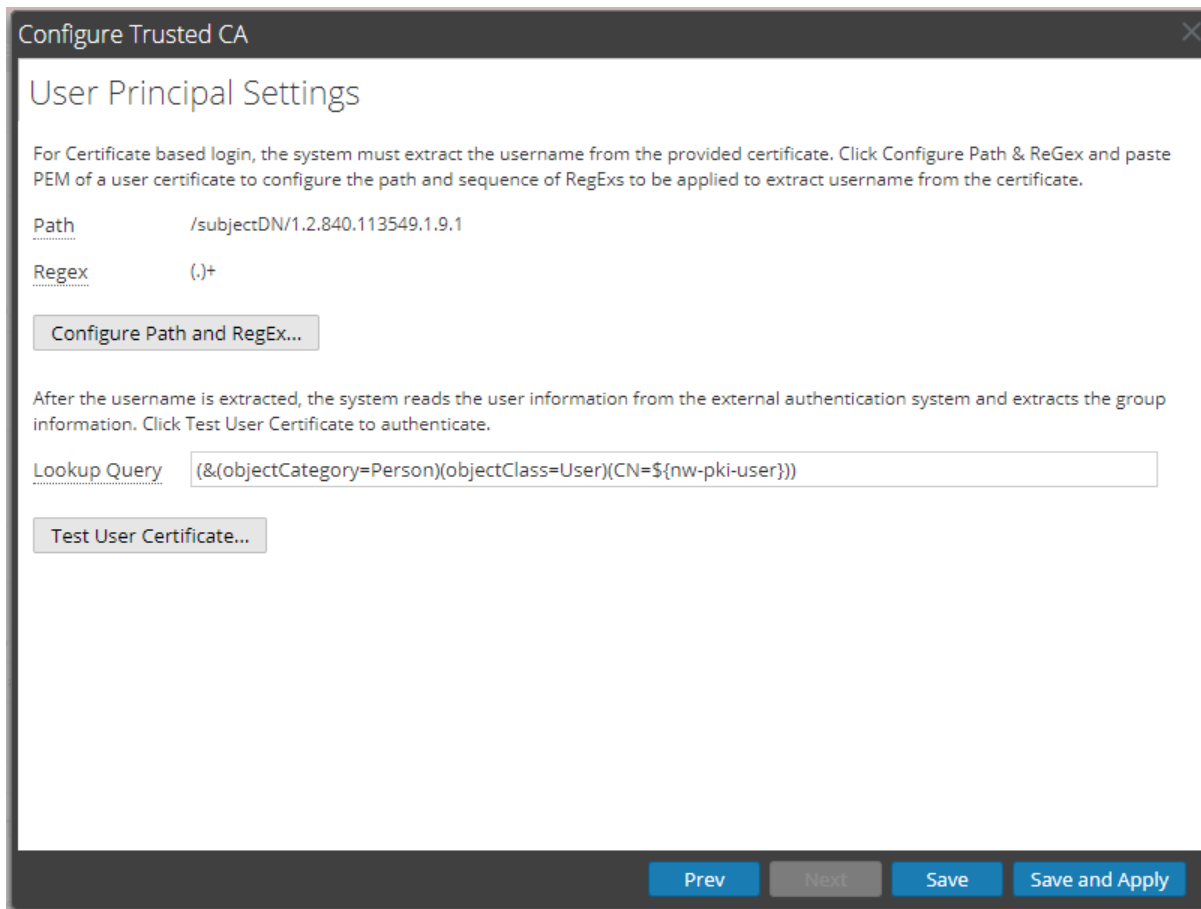 Configure Trusted CA
User Principal Settings
For Certificate based login, the system must extract the username from the provided certificate. Click Configure Path & ReGex and paste
PEM of a user certificate to configure the path and sequence of RegExs to be applied to extract username from the certificate.
Path /subjectDN/1.2.840.113549.1.9.1
Regex (.)+
Configure Path and RegEx...
After the username is extracted, the system reads the user information from the external authentication system and extracts the group
information. Click Test User Certificate to authenticate.
Lookup Query (&(objectCategory=Person)(objectClass=User)(CN=${nw-pki-user}))
Test User Certificate...
Prev Next Save Save and Apply